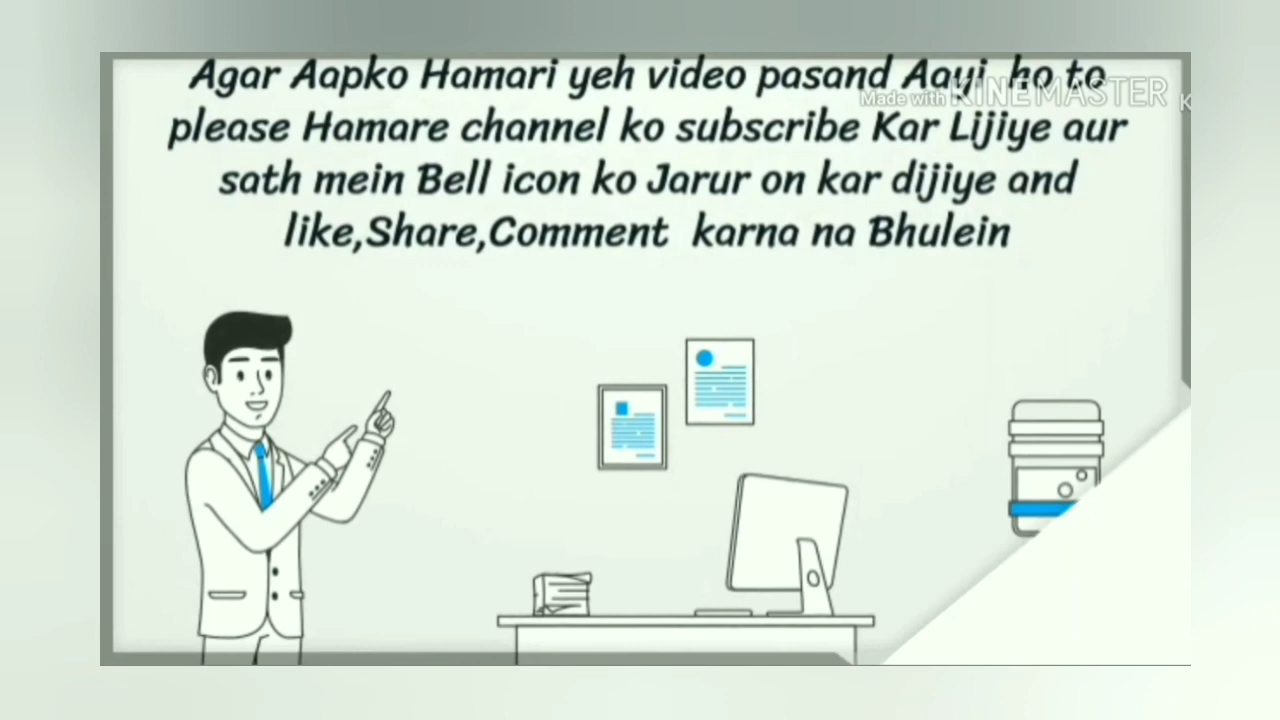 Agar Aapko Hamari yeh video pasand Aayi ho to
Made with KINEMASTER
please Hamare channel ko subscribe Kar Lijiye aur
sath mein Bell icon ko Jarur on kar dijiye and
like,Share,Comment karna na Bhulein